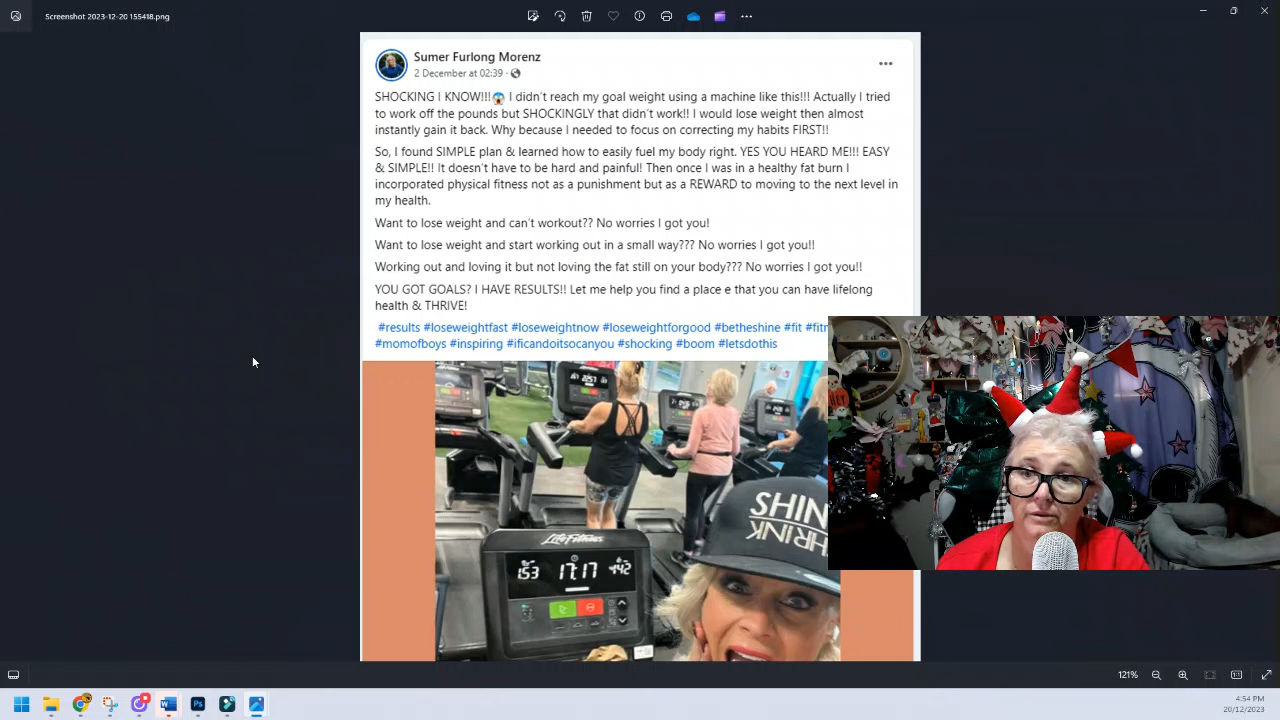 Screenshot 2023-12-20 155418.png
Sumer Furlong Morenz
2 December at 02:39
SHOCKING I KNOW!!!😱 I didn't reach my goal weight using a machine like this!!! Actually I tried
to work off the pounds but SHOCKINGLY that didn't work!! I would lose weight then almost
instantly gain it back. Why because I needed to focus on correcting my habits FIRST!!
So, I found SIMPLE plan & learned how to easily fuel my body right. YES YOU HEARD ME!!! EASY
& SIMPLE!! It doesn't have to be hard and painful! Then once I was in a healthy fat burn I
incorporated physical fitness not as a punishment but as a REWARD to moving to the next level in
my health.
Want to lose weight and can't workout?? No worries I got you!
Want to lose weight and start working out in a small way??? No worries I got you!!
Working out and loving it but not loving the fat still on your body??? No worries I got you!!
YOU GOT GOALS? I HAVE RESULTS!! Let me help you find a place e that you can have lifelong
health & THRIVE!
#results #loseweightfast #loseweightnow #loseweightforgood #betheshine #fit
#momofboys #inspiring #ificandoitsocanyou #shocking #boom #letsdothis
LifeFitness
153 17:17 442
SHIN
HRINK
121%
4:54 PM
20/12/2023